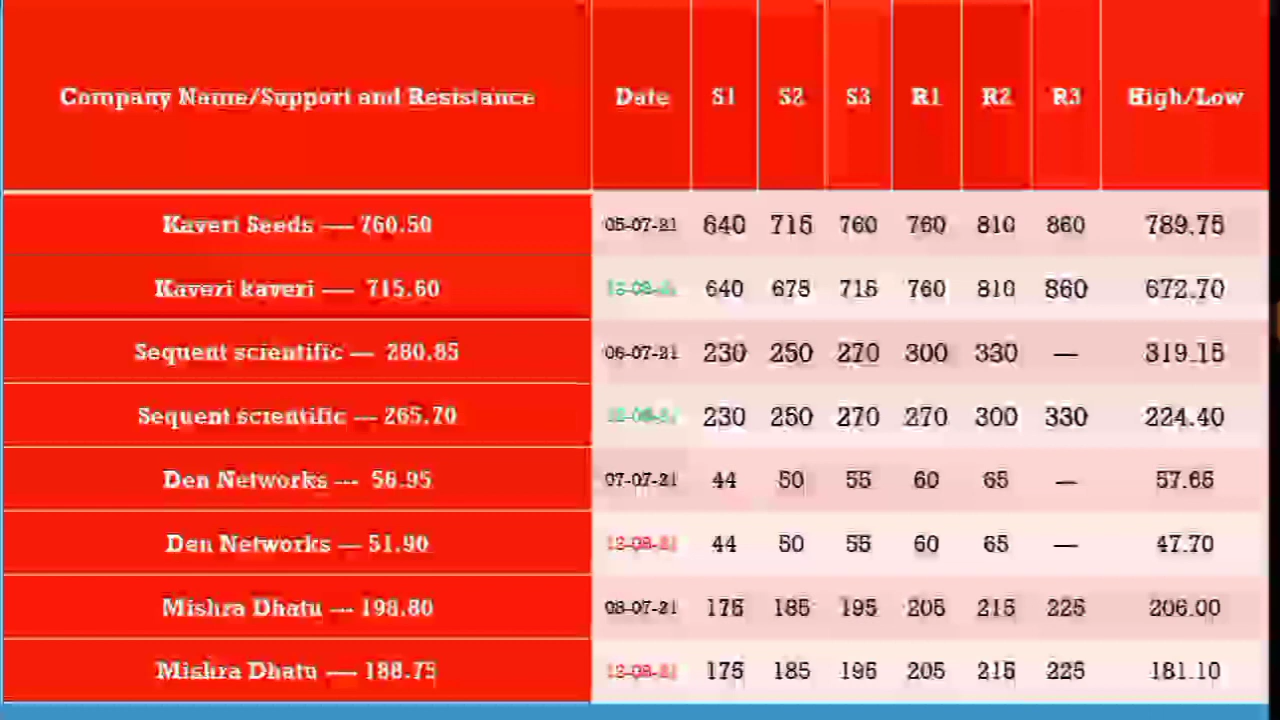 Company Name/Support and Resistance Date S1 S2 S3 R1 R2 R3 High/Low
Kaveri Seeds — 760.50 05-07-21 640 715 760 760 810 860 789.75
Kaveri kaveri — 715.60 640 675 715 760 810 860 672.70
Sequent scientific — 280.85 06-07-21 230 250 270 300 330 — 319.15
Sequent scientific — 265.70 230 250 270 270 300 330 224.40
Den Networks — 56.95 07-07-21 44 50 55 60 65 — 57.65
Den Networks — 51.90 12-08-21 44 50 55 60 65 — 47.70
Mishra Dhatu — 198.80 08-07-21 175 185 195 205 215 225 206.00
Mishra Dhatu — 188.75 12-08-21 175 185 195 205 215 225 181.10